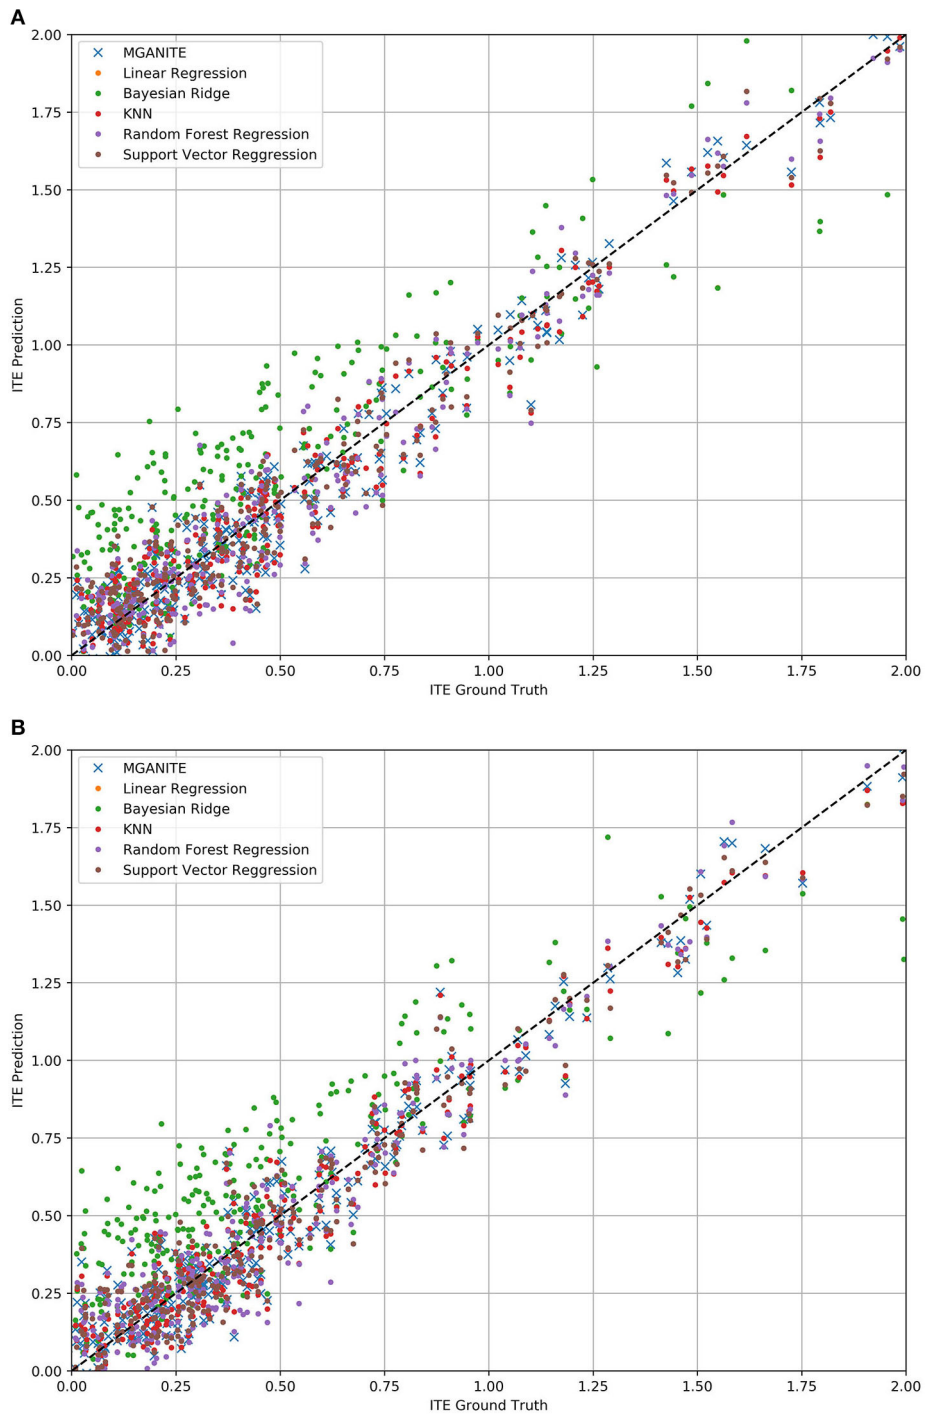 A
2.00
1.75
1.50
1.25
1.00
0.75
0.50
0.25
0.00
ITE Prediction
MGANITE
Linear Regression
Bayesian Ridge
KNN
Random Forest Regression
Support Vector Reggression
0.00 0.25 0.50 0.75 1.00 1.25 1.50 1.75 2.00
ITE Ground Truth
B
2.00
1.75
1.50
1.25
1.00
0.75
0.50
0.25
0.00
ITE Prediction
MGANITE
Linear Regression
Bayesian Ridge
KNN
Random Forest Regression
Support Vector Reggression
0.00 0.25 0.50 0.75 1.00 1.25 1.50 1.75 2.00
ITE Ground Truth